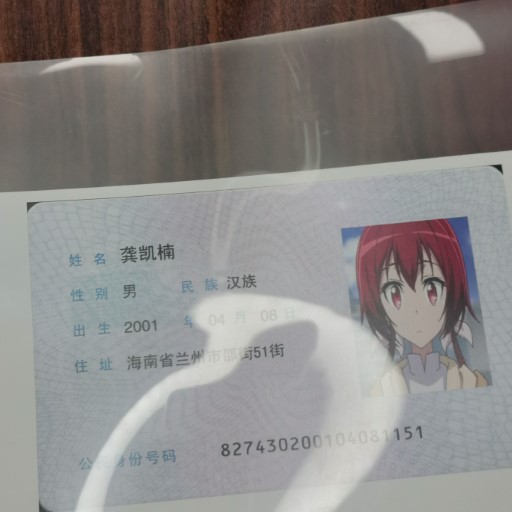 姓名 龚凯楠
性别 男 民族 汉族
出生 2001 年 04 月 08 日
住址 海南省兰州市邵街51街
公民身份号码 827430200104081151